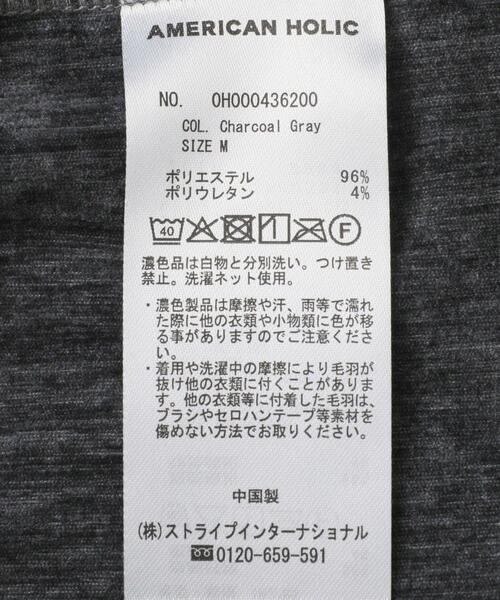 AMERICAN HOLIC
NO. OH000436200
COL. Charcoal Gray
SIZE M
ポリエステル 96%
ポリウレタン 4%
40 F
濃色品は白物と分別洗い。つけ置き
禁止。洗濯ネット使用。
・濃色製品は摩擦や汗、雨等で濡れ
た際に他の衣類や小物類に色が移
る事がありますのでご注意くださ
い。
・着用や洗濯中の摩擦により毛羽が
抜け他の衣類に付くことがありま
す。他の衣類等に付着した毛羽は、
ブラシやセロハンテープ等素材を
傷めない方法でお取りください。
中国製
(株)ストライプインターナショナル
0120-659-591